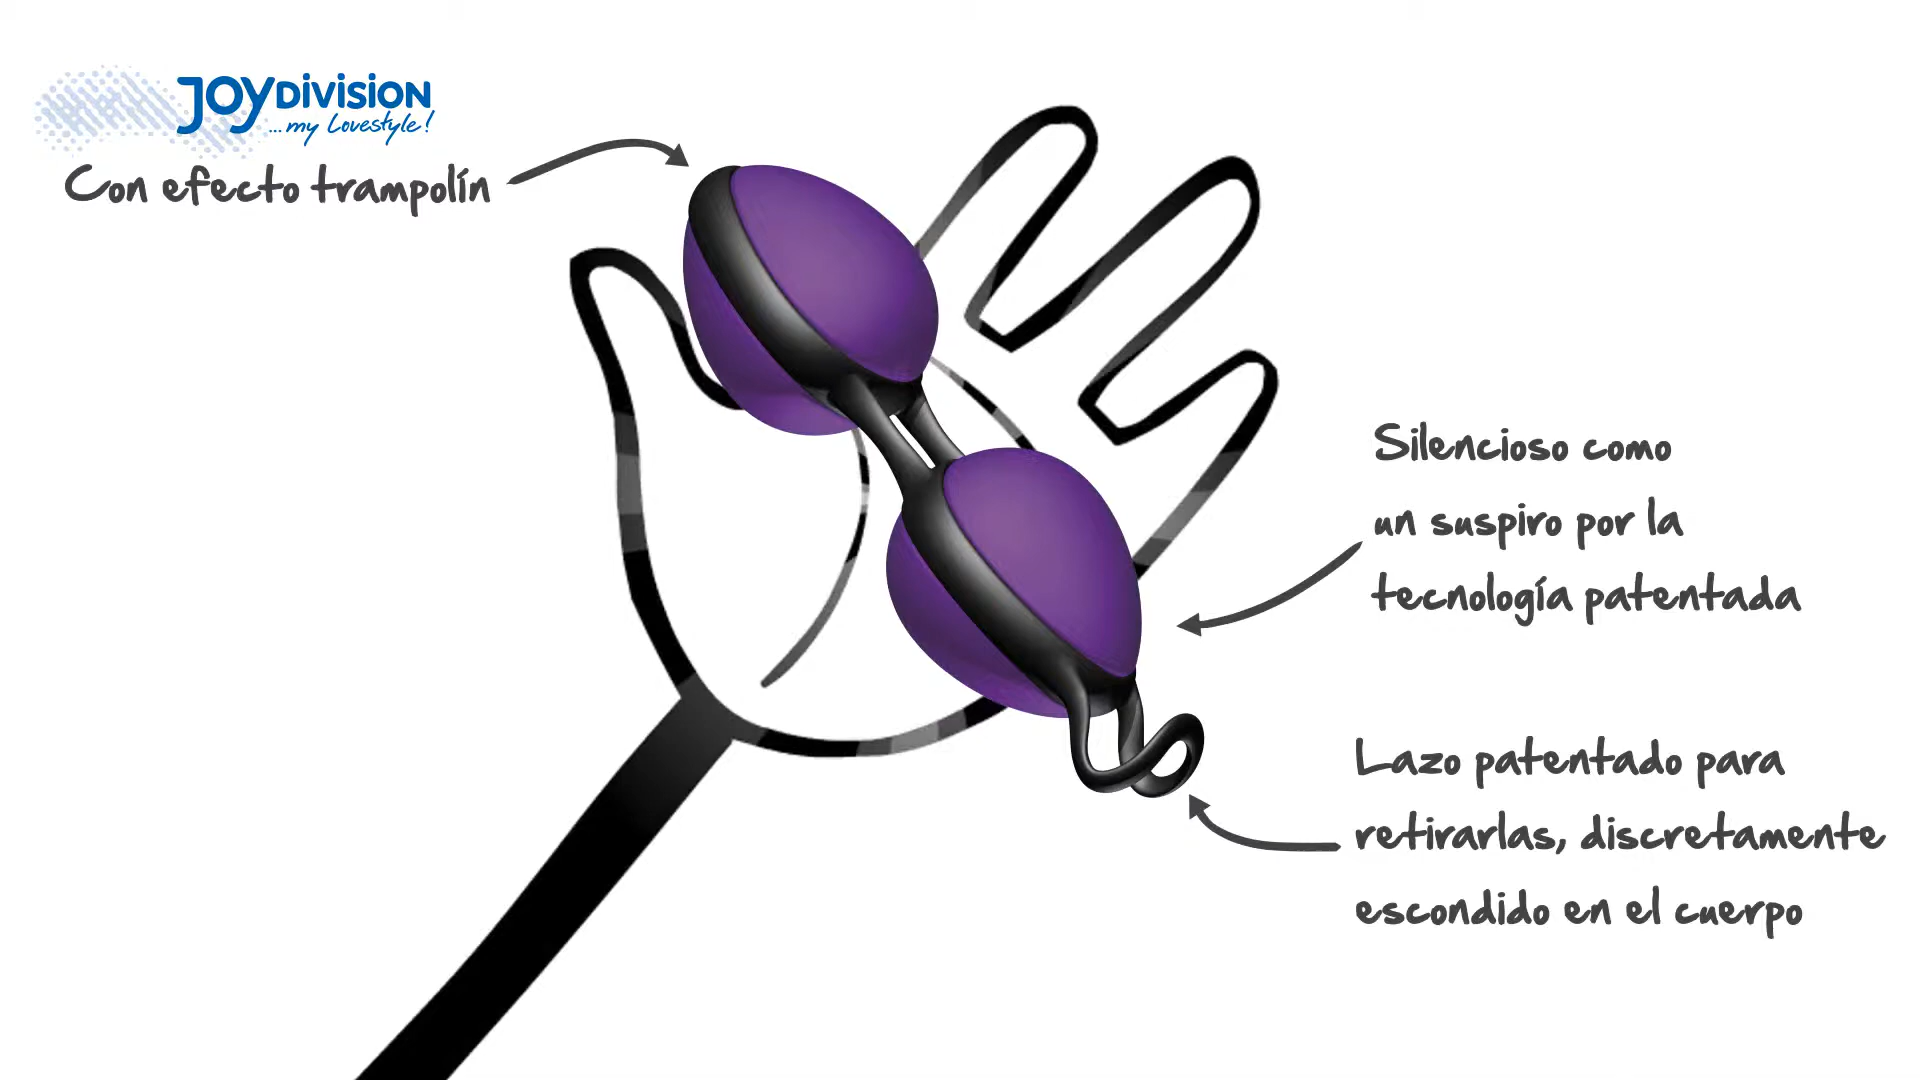 JOYDIVISION
...my Lovestyle!
Con efecto trampolín
Silencioso como
un suspiro por la
tecnología patentada
Lazo patentado para
retirarlas, discretamente
escondido en el cuerpo